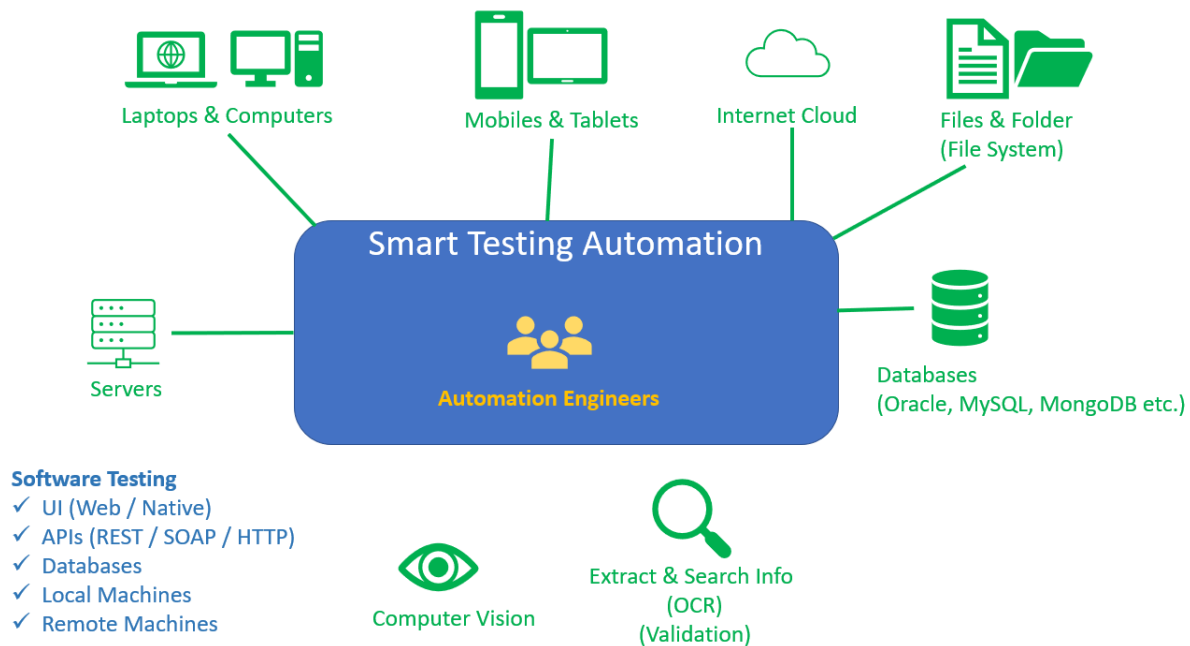 Laptops & Computers
Mobiles & Tablets
Internet Cloud
Files & Folder
(File System)
Smart Testing Automation
Automation Engineers
Servers
Databases
(Oracle, MySQL, MongoDB etc.)
Software Testing
✓ UI (Web / Native)
✓ APIs (REST / SOAP / HTTP)
✓ Databases
✓ Local Machines
✓ Remote Machines
Computer Vision
Extract & Search Info
(OCR)
(Validation)